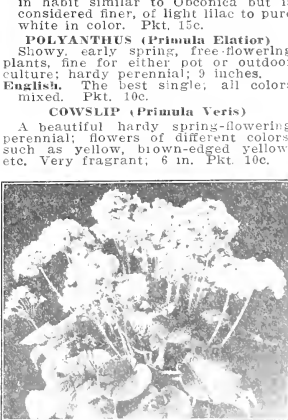 in habit similar to Obconica but is
considered finer, of light lilac to pure
white in color. Pkt. 15c.
POLYANTHUS (Primula Elatior)
Showy, early spring, free-flowering
plants, fine for either pot or outdoor
culture; hardy perennial; 9 inches.
English. The best single; all colors
mixed. Pkt. 10c.
COWSLIP (Primula Veris)
A beautiful hardy spring-flowering
perennial; flowers of different colors,
such as yellow, brown-edged yellow
etc. Very fragrant; 6 in. Pkt. 10c.